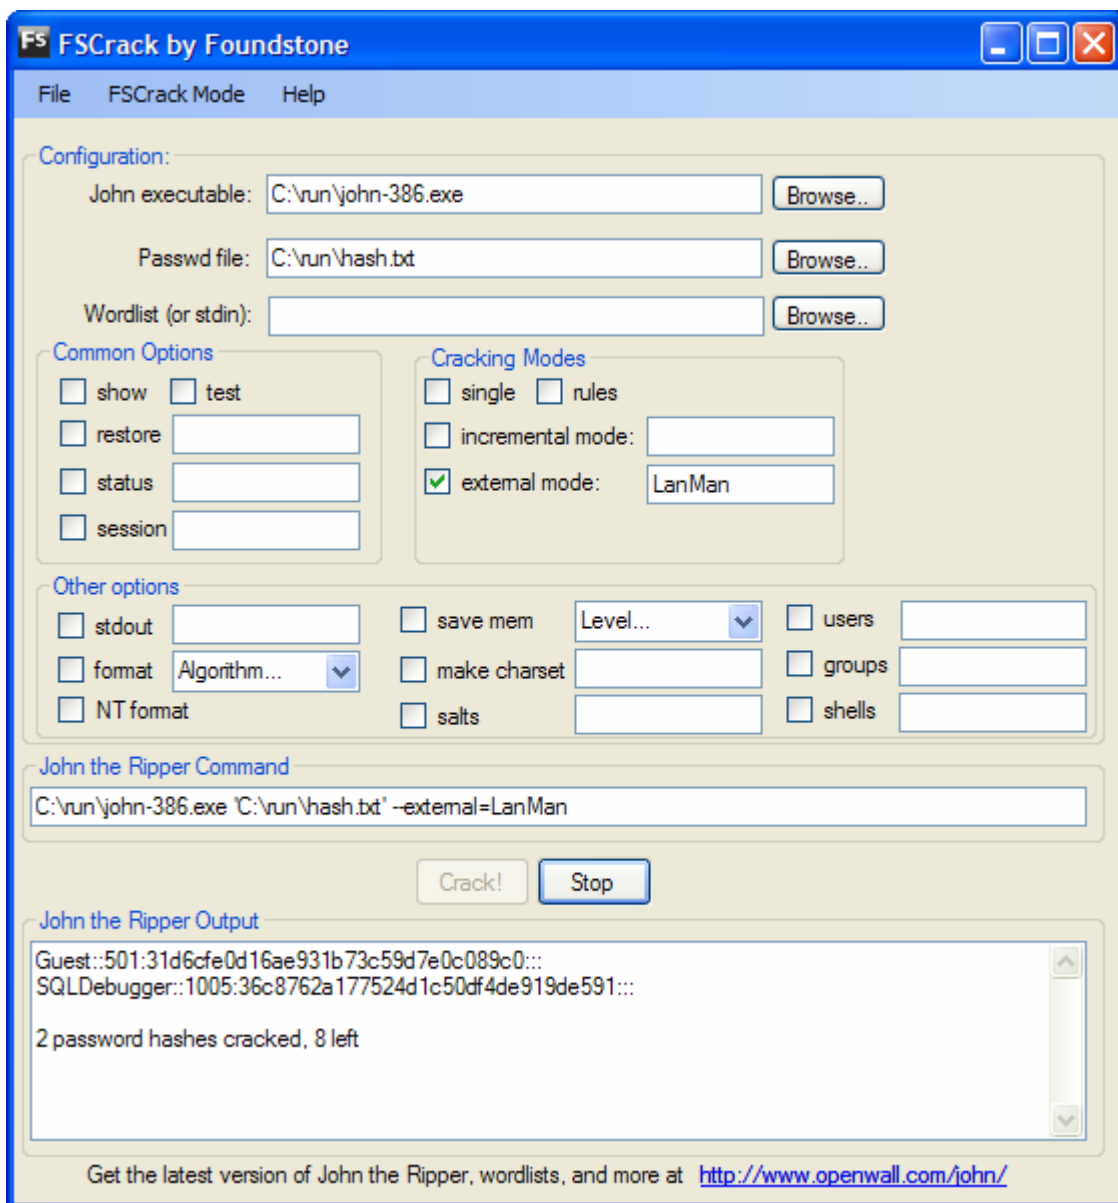 FS FSCrack by Foundstone
File FSCrack Mode Help
Configuration:
John executable: C:\run\john-386.exe Browse..
Passwd file: C:\run\hash.txt Browse..
Wordlist (or stdin): Browse..
Common Options
show test
restore
status
session
Cracking Modes
single rules
incremental mode:
external mode: LanMan
Other options
stdout
format Algorithm...
NT format
save mem Level...
make charset
salts
users
groups
shells
John the Ripper Command
C:\run\john-386.exe "C:\run\hash.txt" --external=LanMan
Crack! Stop
John the Ripper Output
Guest::501:31d6cfe0d16ae931b73c59d7e0c089c0:::
SQLDebugger::1005:36c8762a177524d1c50df4de919de591:::
2 password hashes cracked, 8 left
Get the latest version of John the Ripper, wordlists, and more at http://www.openwall.com/john/